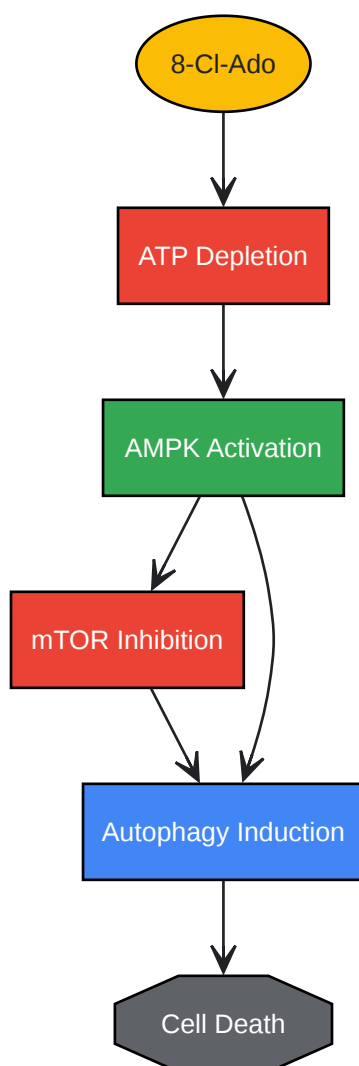 8-Cl-Ado
ATP Depletion
AMPK Activation
mTOR Inhibition
Autophagy Induction
Cell Death